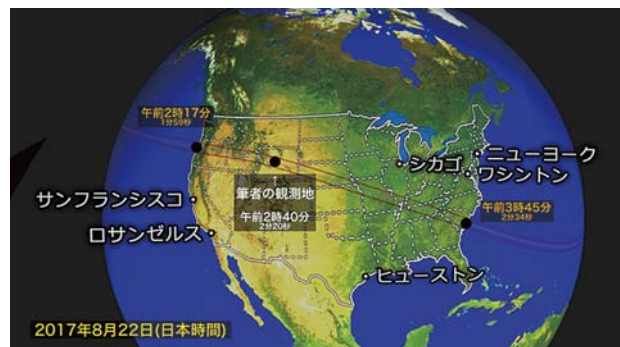 午前2時17分
1分59秒
シカゴ
ニューヨーク
ワシントン
サンフランシスコ
筆者の観測地
午前2時40分
2分20秒
午前3時45分
2分34秒
ロサンゼルス
ヒューストン
2017年8月22日(日本時間)